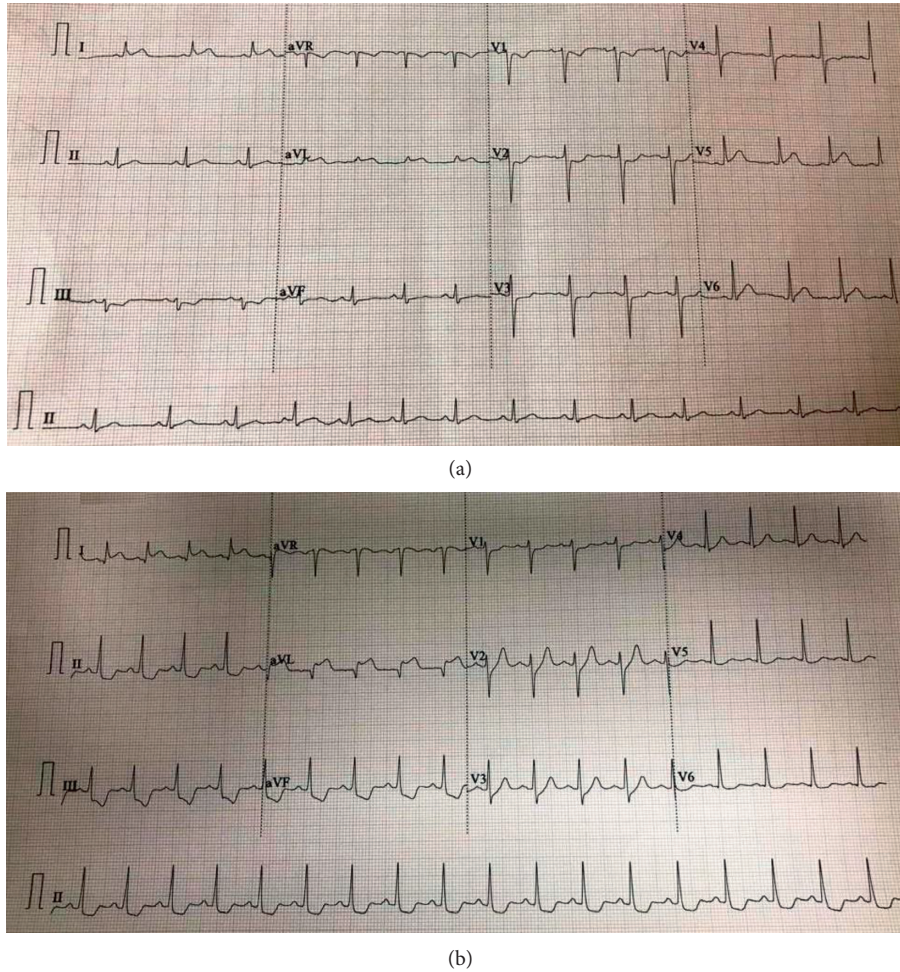 I aVR V1 V4
II aVL V2 V5
III aVF V3 V6
II
(a)
I aVR V1 V4
II aVL V2 V5
III aVF V3 V6
II
(b)